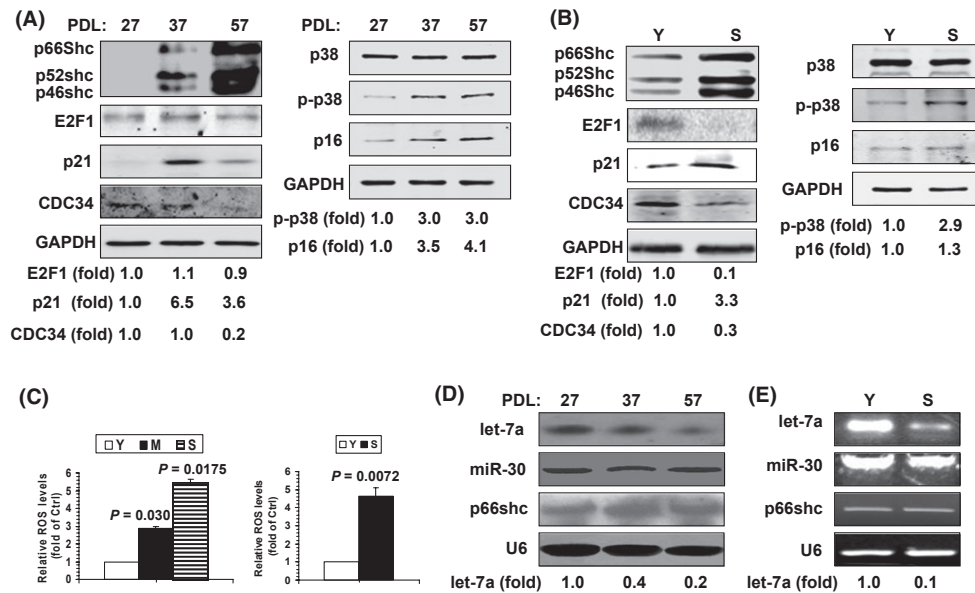 (A)
PDL: 27 37 57
p66Shc
p52shc
p46shc
E2F1
p21
CDC34
GAPDH
E2F1 (fold) 1.0 1.1 0.9
p21 (fold) 1.0 6.5 3.6
CDC34 (fold) 1.0 1.0 0.2
PDL: 27 37 57
p38
p-p38
p16
GAPDH
p-p38 (fold) 1.0 3.0 3.0
p16 (fold) 1.0 3.5 4.1
(B)
Y S
p66Shc
p52Shc
p46Shc
E2F1
p21
CDC34
GAPDH
E2F1 (fold) 1.0 0.1
p21 (fold) 1.0 3.3
CDC34 (fold) 1.0 0.3
Y S
p38
p-p38
p16
GAPDH
p-p38 (fold) 1.0 2.9
p16 (fold) 1.0 1.3
(C)
Y M S
Relative ROS levels
(fold of Ctrl)
6
5
4
3
2
1
0
P = 0.030
P = 0.0175
Y S
Relative ROS levels
(fold of Ctrl)
6
5
4
3
2
1
0
P = 0.0072
(D)
PDL: 27 37 57
let-7a
miR-30
p66shc
U6
let-7a (fold) 1.0 0.4 0.2
(E)
Y S
let-7a
miR-30
p66shc
U6
let-7a (fold) 1.0 0.1